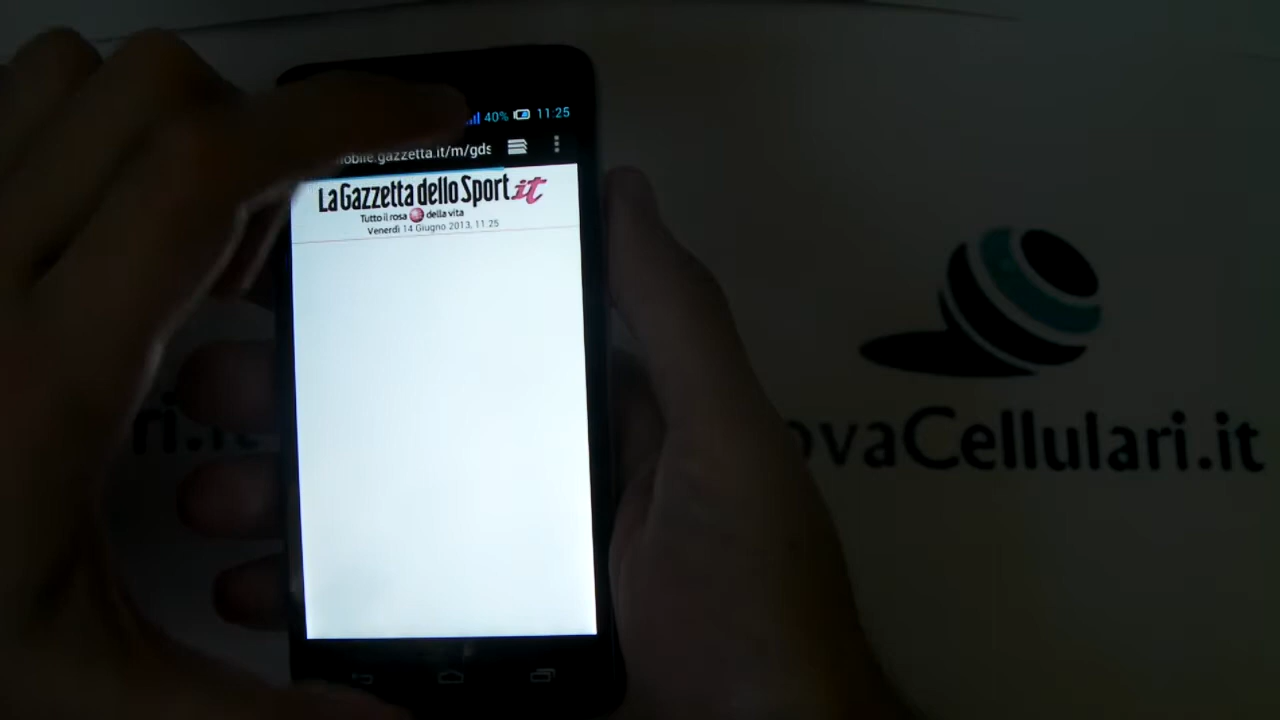 40% 11:25
mobile.gazzetta.it/m/gds
La Gazzetta dello Sport.it
Tutto il rosa della vita
Venerdì 14 Giugno 2013, 11:25
ovaCellulari.it